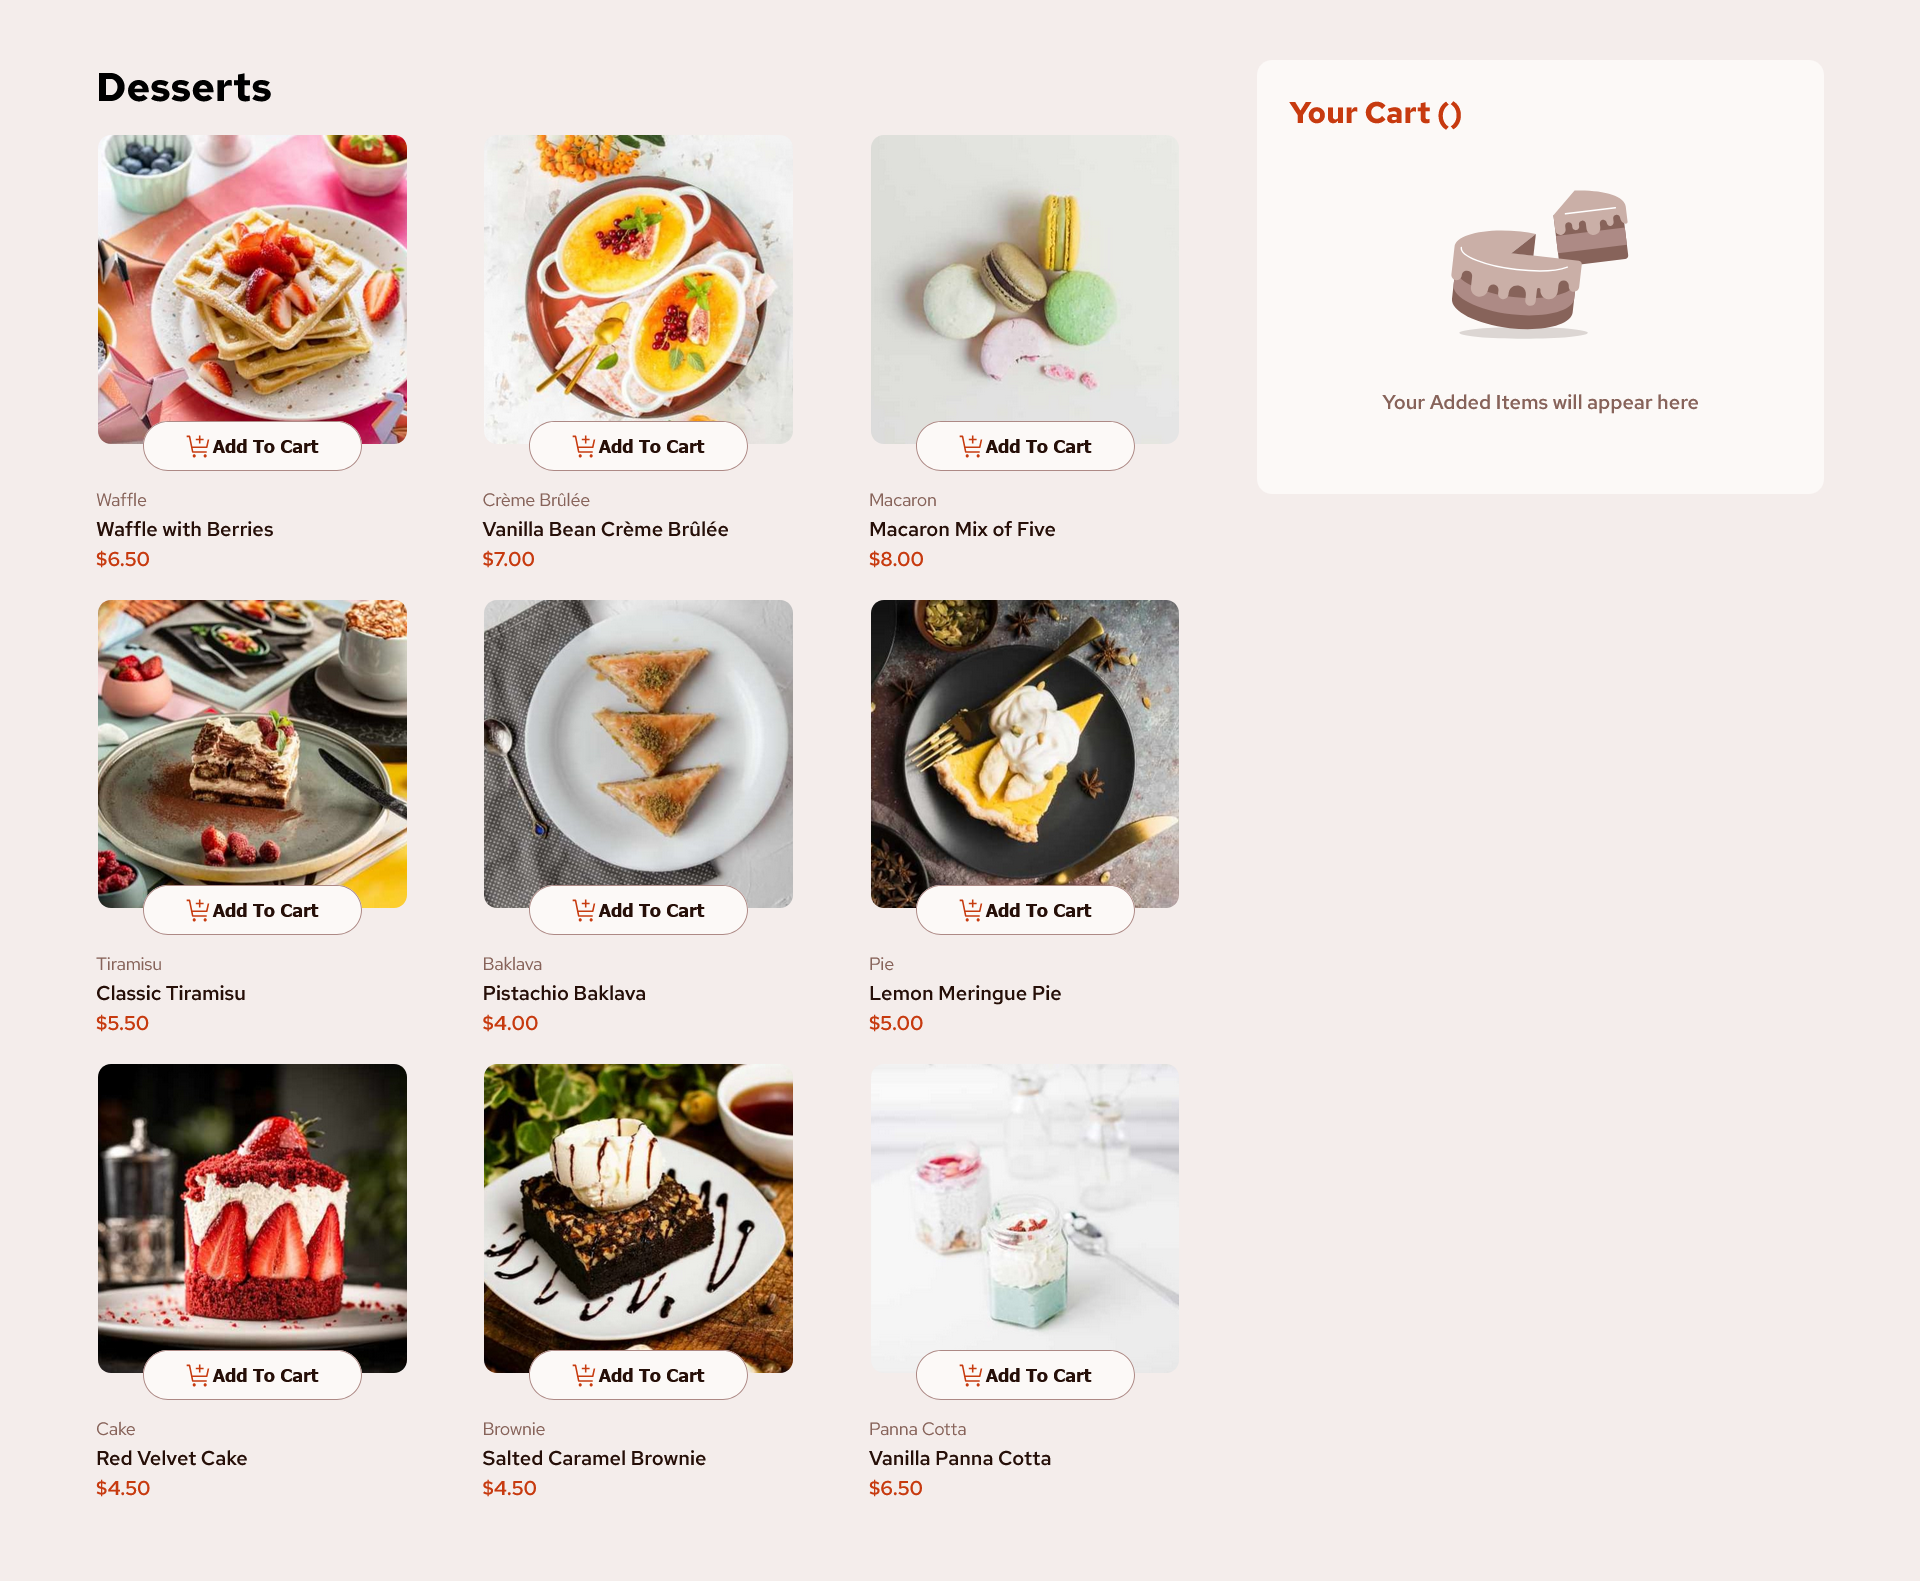 Desserts
Add To Cart
Waffle
Waffle with Berries
$6.50
Add To Cart
Crème Brûlée
Vanilla Bean Crème Brûlée
$7.00
Add To Cart
Macaron
Macaron Mix of Five
$8.00
Add To Cart
Tiramisu
Classic Tiramisu
$5.50
Add To Cart
Baklava
Pistachio Baklava
$4.00
Add To Cart
Pie
Lemon Meringue Pie
$5.00
Add To Cart
Cake
Red Velvet Cake
$4.50
Add To Cart
Brownie
Salted Caramel Brownie
$4.50
Add To Cart
Panna Cotta
Vanilla Panna Cotta
$6.50
Your Cart ()
Your Added Items will appear here